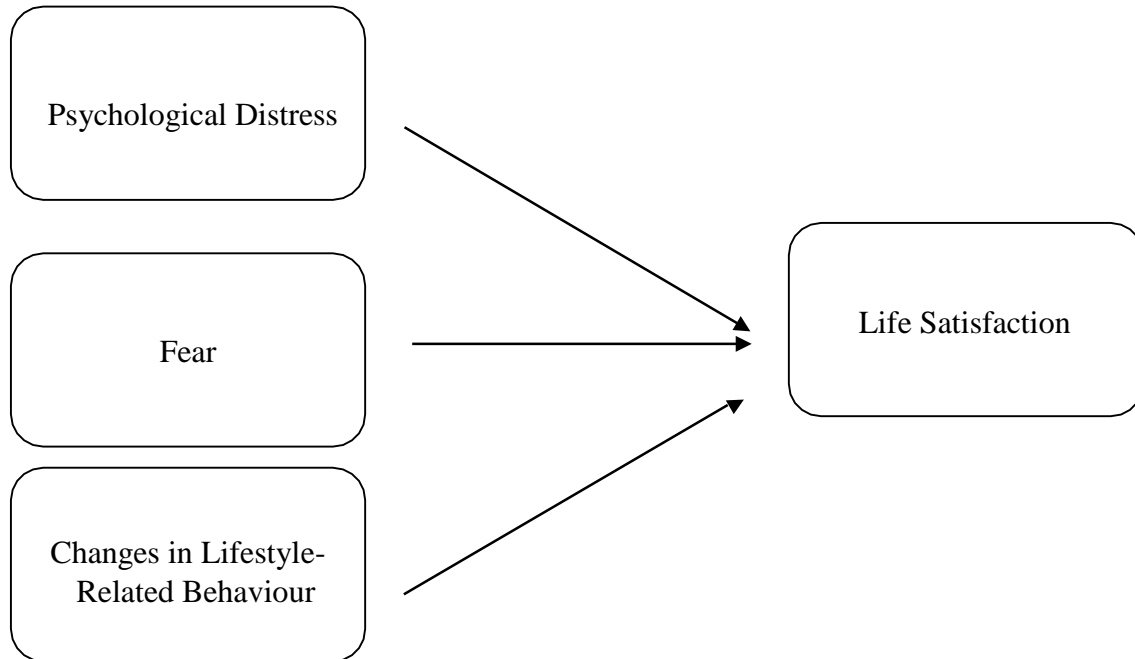 Psychological Distress
Fear
Changes in Lifestyle-
Related Behaviour
Life Satisfaction